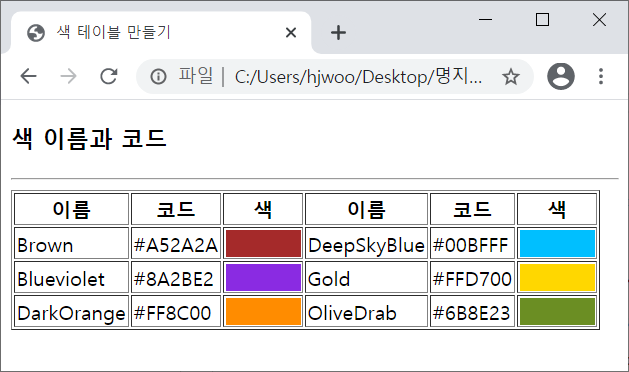 색 테이블 만들기
파일 | C:/Users/hjwoo/Desktop/명지...
색 이름과 코드
이름 코드 색 이름 코드 색
Brown #A52A2A DeepSkyBlue #00BFFF
Blueviolet #8A2BE2 Gold #FFD700
DarkOrange #FF8C00 OliveDrab #6B8E23